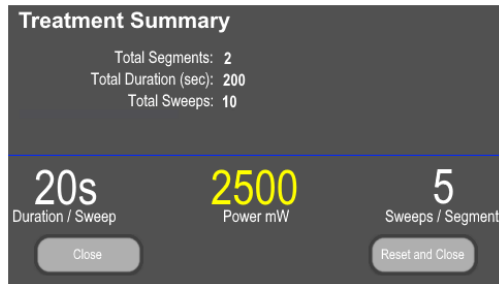 Treatment Summary
Total Segments: 2
Total Duration (sec): 200
Total Sweeps: 10
20s 2500 5
Duration / Sweep Power mW Sweeps / Segment
Close Reset and Close